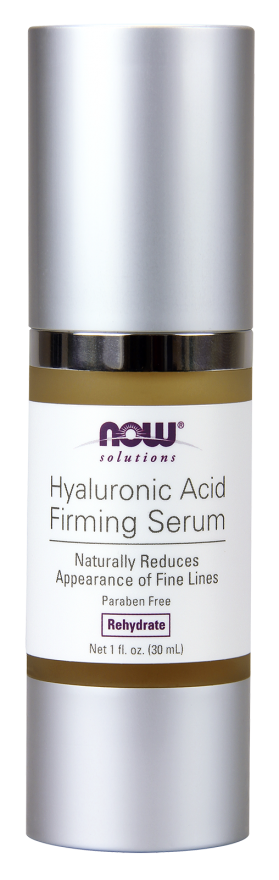 NOW®
solutions
Hyaluronic Acid
Firming Serum
Naturally Reduces
Appearance of Fine Lines
Paraben Free
Rehydrate
Net 1 fl. oz. (30 mL)